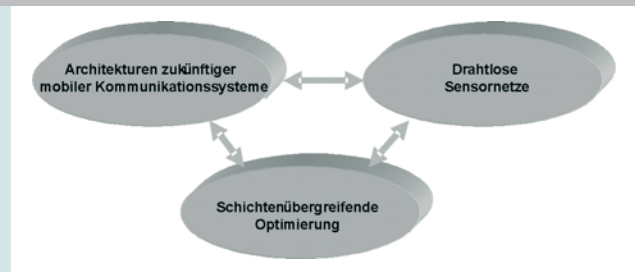 Architekturen zukünftiger
mobiler Kommunikationssysteme
Drahtlose
Sensornetze
Schichtenübergreifende
Optimierung